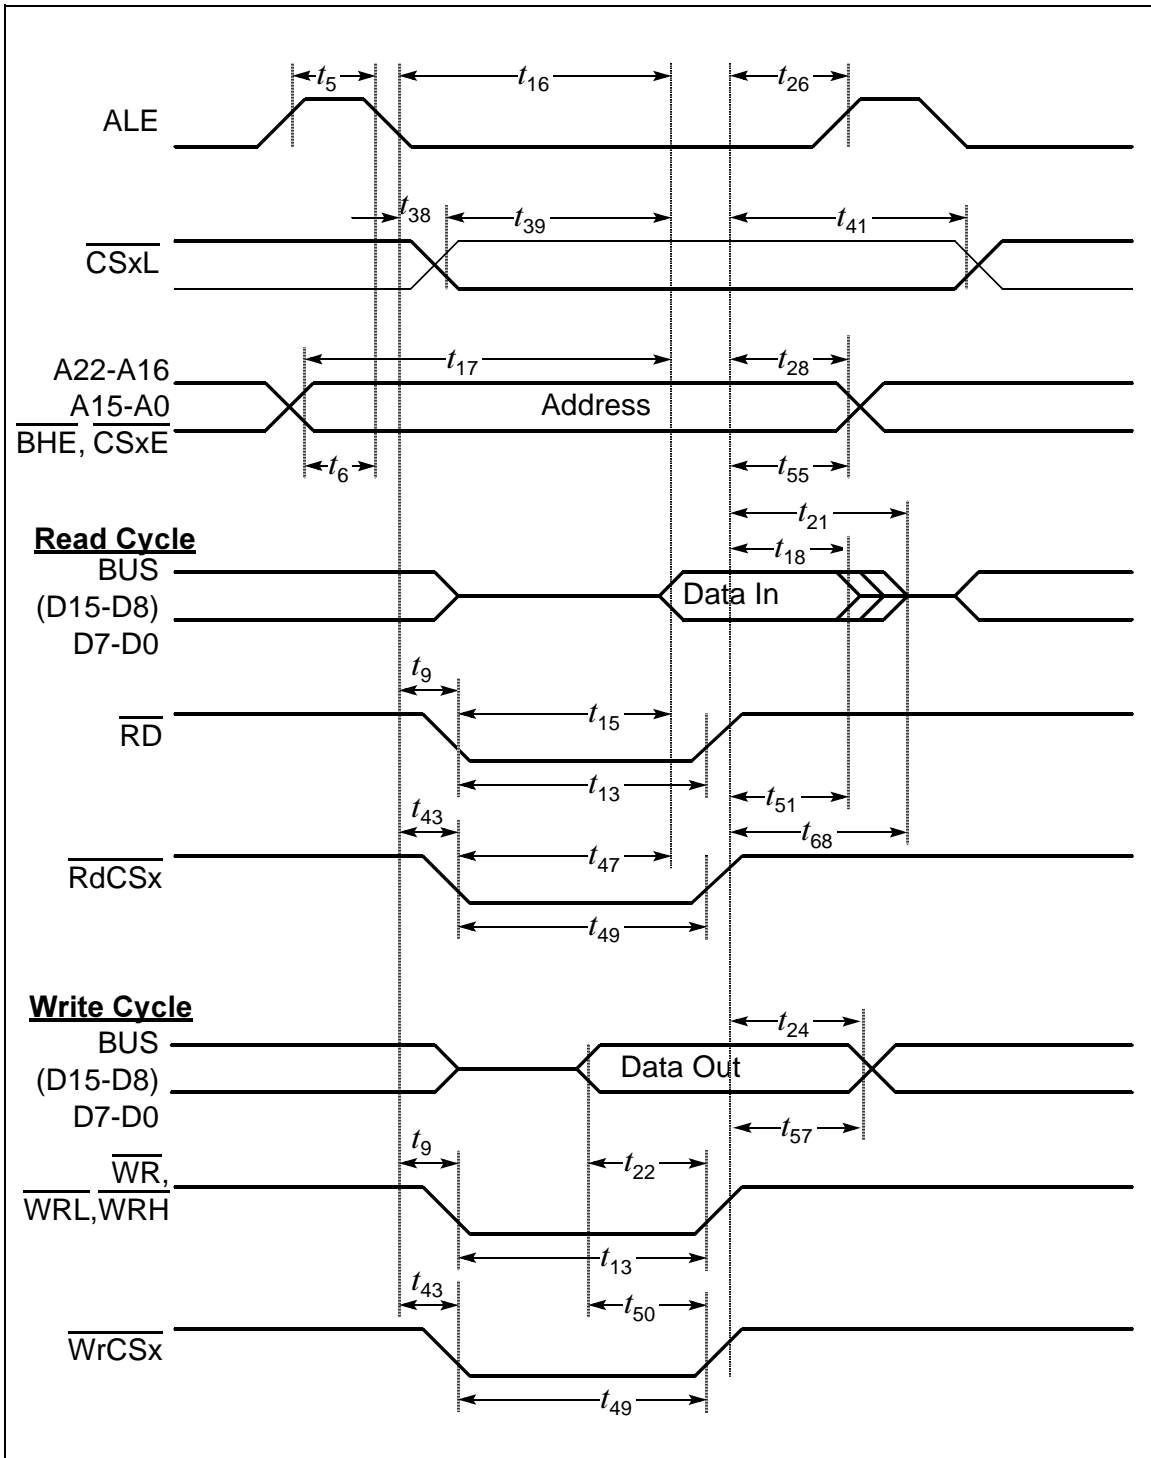 t5
t16
t26
ALE
t38
t39
t41
CSxL
t17
t28
A22-A16
A15-A0
BHE, CSxE
Address
t6
t55
t21
Read Cycle
t18
BUS
(D15-D8)
D7-D0
Data In
t9
t15
RD
t13
t51
t43
t68
t47
RdCSx
t49
Write Cycle
t24
BUS
(D15-D8)
D7-D0
Data Out
t57
t9
t22
WR,
WRL,WRH
t13
t43
t50
WrCSx
t49